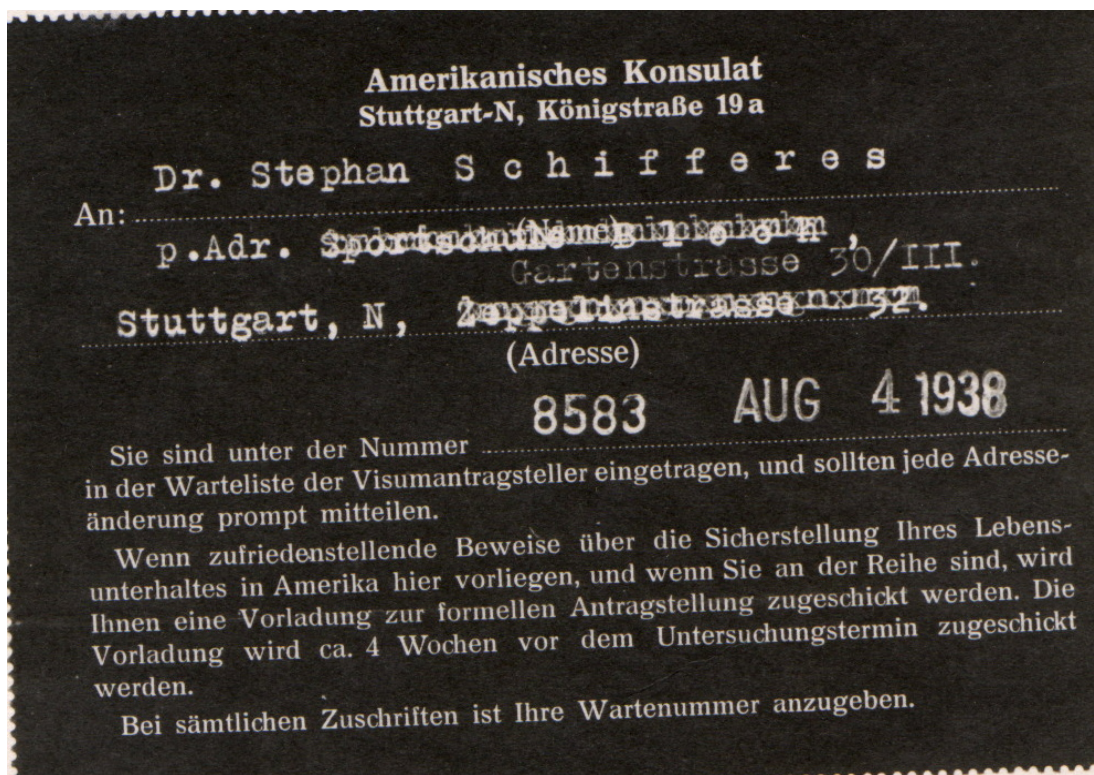 Amerikanisches Konsulat
Stuttgart-N, Königstraße 19a
Dr. Stephan Schifferes
An:
(Name)
p.Adr. Sportschule
Gartenstrasse 30/III.
Stuttgart, N, Zeppelinstrasse 32.
(Adresse)
8583 AUG 4 1938
Sie sind unter der Nummer
in der Warteliste der Visumantragsteller eingetragen, und sollten jede Adresse-
änderung prompt mitteilen.
Wenn zufriedenstellende Beweise über die Sicherstellung Ihres Lebens-
unterhaltes in Amerika hier vorliegen, und wenn Sie an der Reihe sind, wird
Ihnen eine Vorladung zur formellen Antragstellung zugeschickt werden. Die
Vorladung wird ca. 4 Wochen vor dem Untersuchungstermin zugeschickt
werden.
Bei sämtlichen Zuschriften ist Ihre Wartenummer anzugeben.